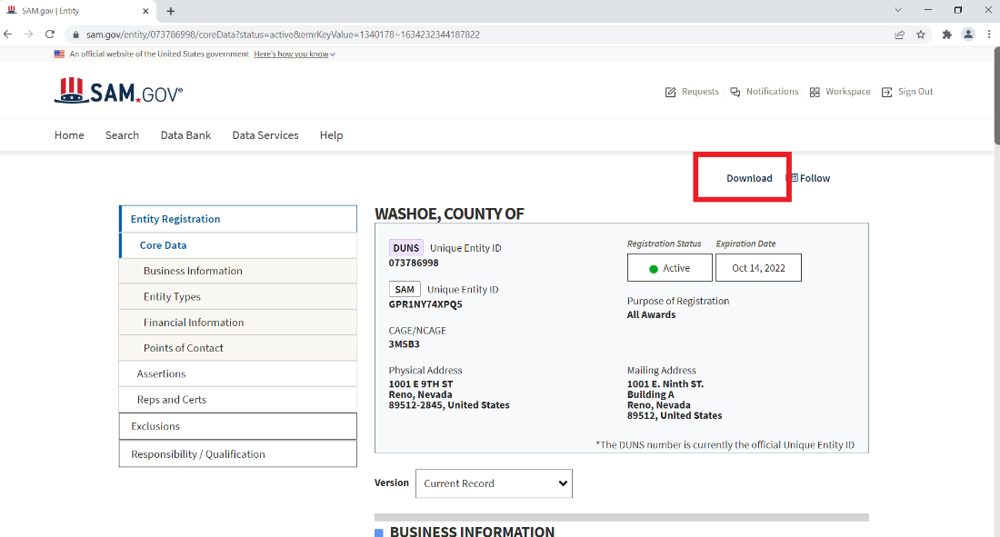 SAM.gov | Entity
sam.gov/entity/073786998/coreData?status=active&emrKeyValue=1340178~1634232344187822
An official website of the United States government Here's how you know
SAM.GOV®
Requests Notifications Workspace Sign Out
Home Search Data Bank Data Services Help
Download Follow
Entity Registration
Core Data
Business Information
Entity Types
Financial Information
Points of Contact
Assertions
Reps and Certs
Exclusions
Responsibility / Qualification
WASHOE, COUNTY OF
DUNS Unique Entity ID
073786998
SAM Unique Entity ID
GPR1NY74XPQ5
CAGE/NCAGE
3M5B3
Physical Address
1001 E 9TH ST
Reno, Nevada
89512-2845, United States
Registration Status Expiration Date
Active Oct 14, 2022
Purpose of Registration
All Awards
Mailing Address
1001 E. Ninth ST.
Building A
Reno, Nevada
89512, United States
*The DUNS number is currently the official Unique Entity ID
Version Current Record
BUSINESS INFORMATION